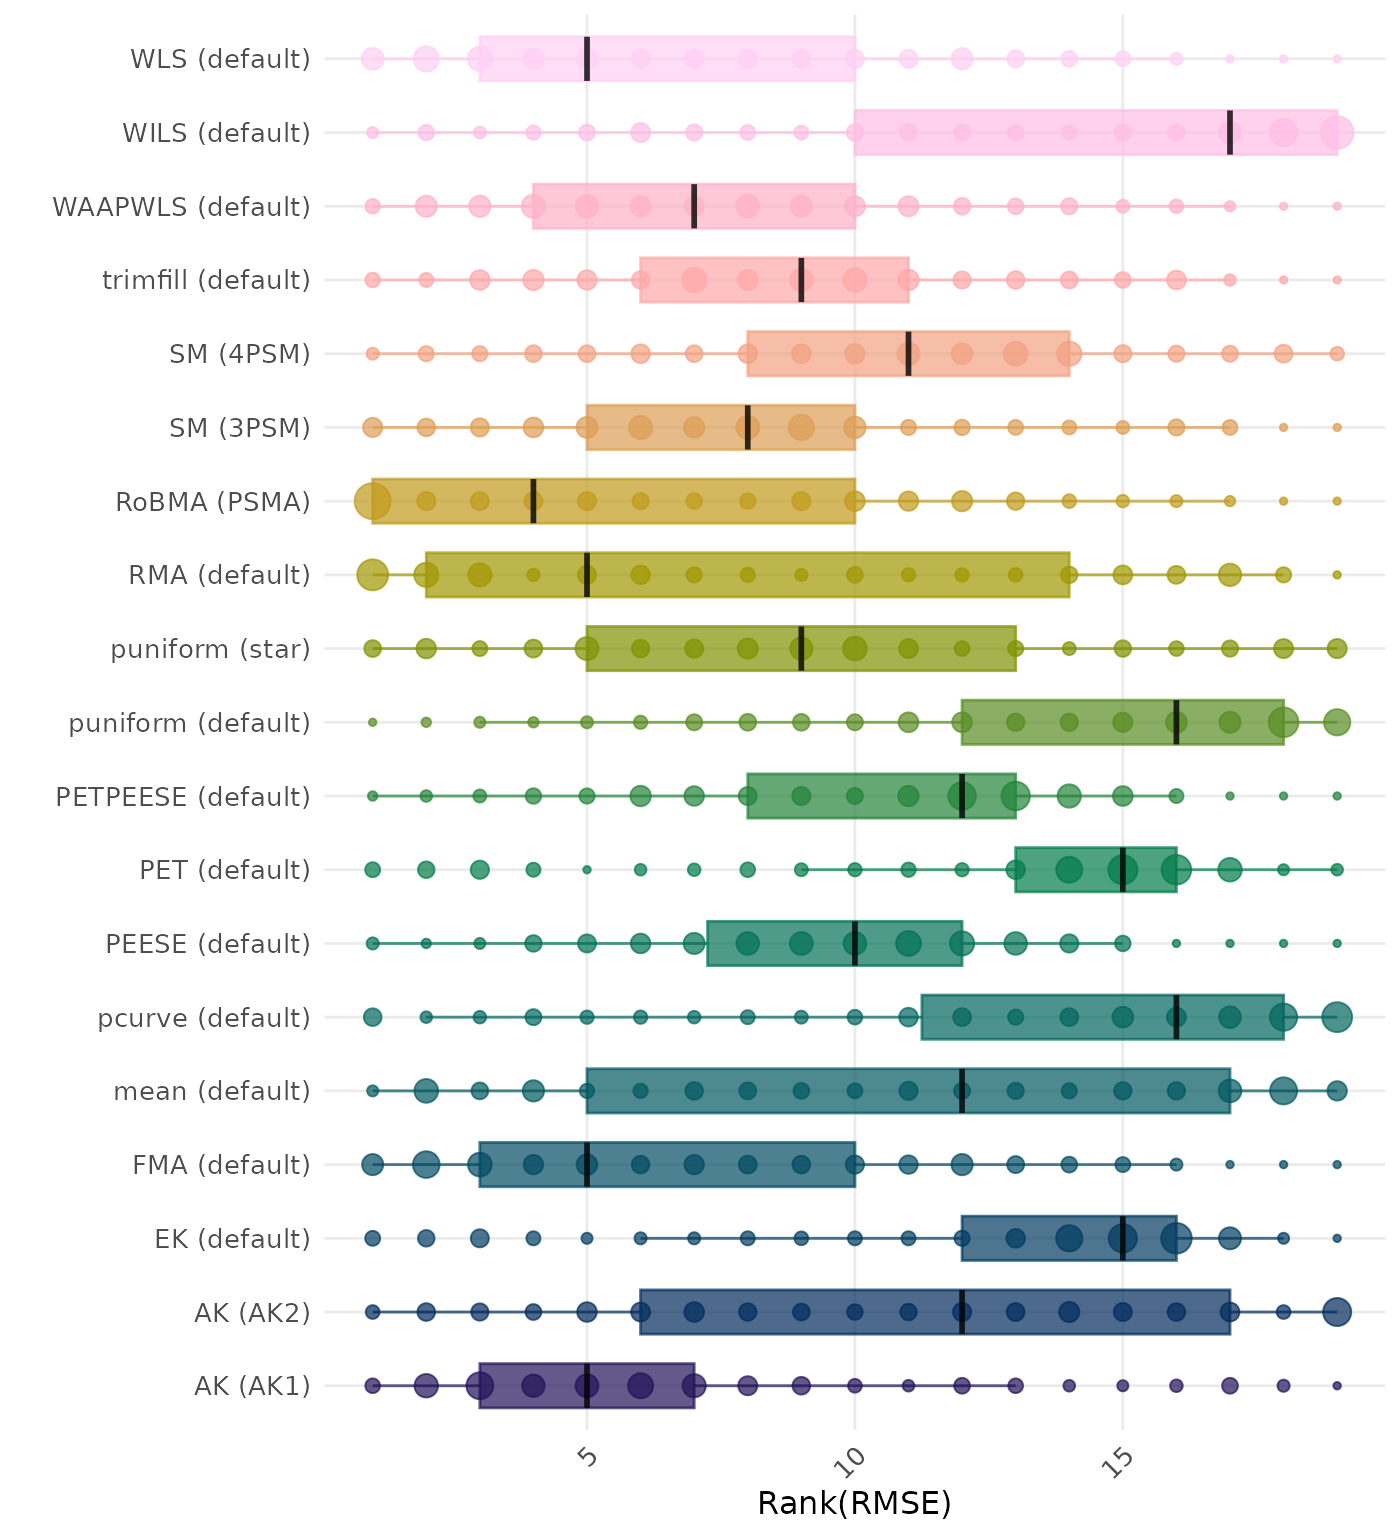 WLS (default)
WILS (default)
WAAPWLS (default)
trimfill (default)
SM (4PSM)
SM (3PSM)
RoBMA (PSMA)
RMA (default)
puniform (star)
puniform (default)
PETPEESE (default)
PET (default)
PEESE (default)
pcurve (default)
mean (default)
FMA (default)
EK (default)
AK (AK2)
AK (AK1)
5
10
15
Rank(RMSE)